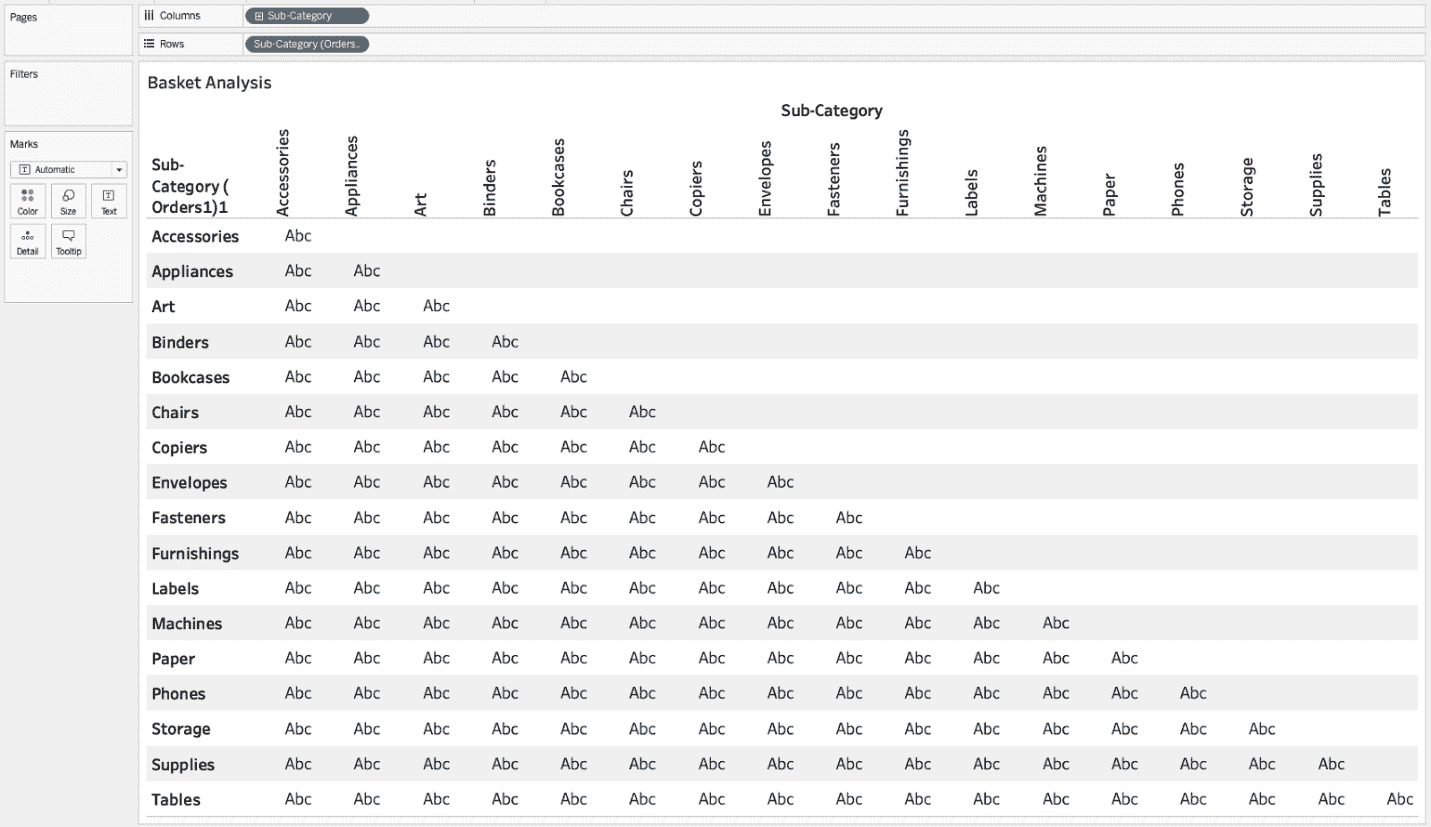 Pages
Columns Sub-Category
Rows Sub-Category (Orders..
Filters
Marks
Automatic
Color Size Text
Detail Tooltip
Basket Analysis
Sub-Category
Sub-
Category (
Orders1)1
Accessories Appliances Art Binders Bookcases Chairs Copiers Envelopes Fasteners Furnishings Labels Machines Paper Phones Storage Supplies Tables
Accessories Abc
Appliances Abc Abc
Art Abc Abc Abc
Binders Abc Abc Abc Abc
Bookcases Abc Abc Abc Abc Abc
Chairs Abc Abc Abc Abc Abc Abc
Copiers Abc Abc Abc Abc Abc Abc Abc
Envelopes Abc Abc Abc Abc Abc Abc Abc Abc
Fasteners Abc Abc Abc Abc Abc Abc Abc Abc Abc
Furnishings Abc Abc Abc Abc Abc Abc Abc Abc Abc Abc
Labels Abc Abc Abc Abc Abc Abc Abc Abc Abc Abc Abc
Machines Abc Abc Abc Abc Abc Abc Abc Abc Abc Abc Abc Abc
Paper Abc Abc Abc Abc Abc Abc Abc Abc Abc Abc Abc Abc Abc
Phones Abc Abc Abc Abc Abc Abc Abc Abc Abc Abc Abc Abc Abc Abc
Storage Abc Abc Abc Abc Abc Abc Abc Abc Abc Abc Abc Abc Abc Abc Abc
Supplies Abc Abc Abc Abc Abc Abc Abc Abc Abc Abc Abc Abc Abc Abc Abc Abc
Tables Abc Abc Abc Abc Abc Abc Abc Abc Abc Abc Abc Abc Abc Abc Abc Abc Abc